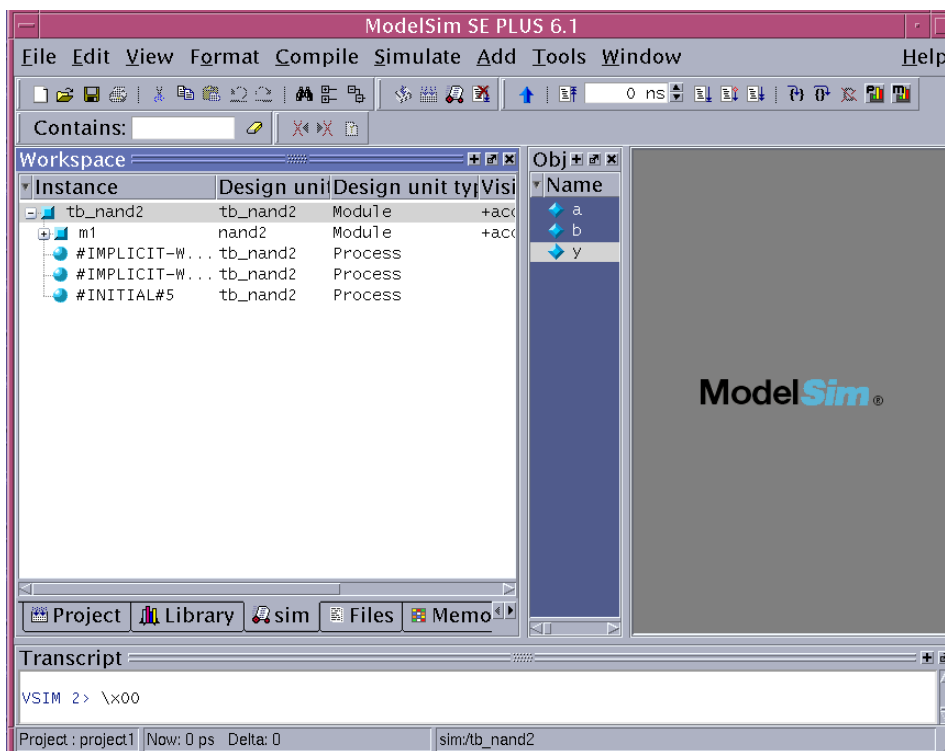 ModelSim SE PLUS 6.1
File Edit View Format Compile Simulate Add Tools Window Help
0 ns
Contains:
Workspace
Instance Design unit Design unit typ Visi
tb_nand2 tb_nand2 Module +acc
m1 nand2 Module +acc
#IMPLICIT-W... tb_nand2 Process
#IMPLICIT-W... tb_nand2 Process
#INITIAL#5 tb_nand2 Process
Project Library sim Files Memo
Obj
Name
a
b
y
ModelSim ®
Transcript
VSIM 2> \x00
Project : project1 Now: 0 ps Delta: 0 sim:/tb_nand2